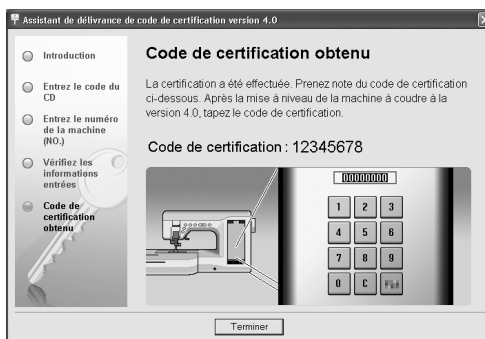 Assistant de délivrance de code de certification version 4.0
Introduction
Entrez le code du
CD
Entrez le numéro
de la machine
(NO.)
Vérifiez les
informations
entrées
Code de
certification
obtenu
Code de certification obtenu
La certification a été effectuée. Prenez note du code de certification
ci-dessous. Après la mise à niveau de la machine à coudre à la
version 4.0, tapez le code de certification.
Code de certification : 12345678
00000000
1 2 3
4 5 6
7 8 9
0 C
Terminer